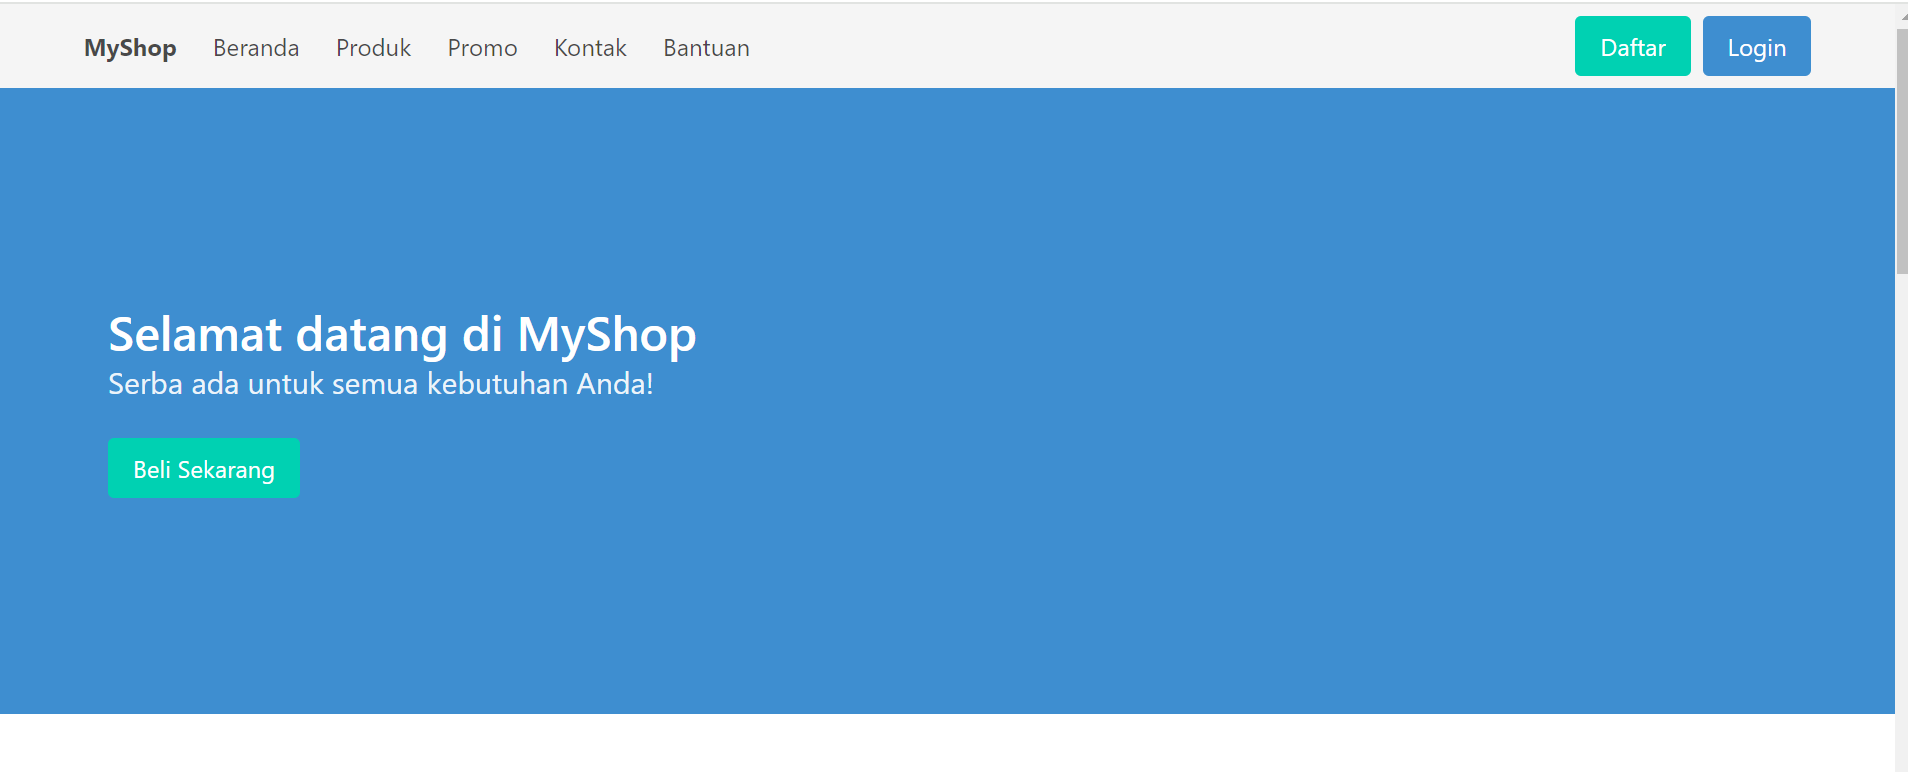 MyShop Beranda Produk Promo Kontak Bantuan Daftar Login
Selamat datang di MyShop
Serba ada untuk semua kebutuhan Anda!
Beli Sekarang